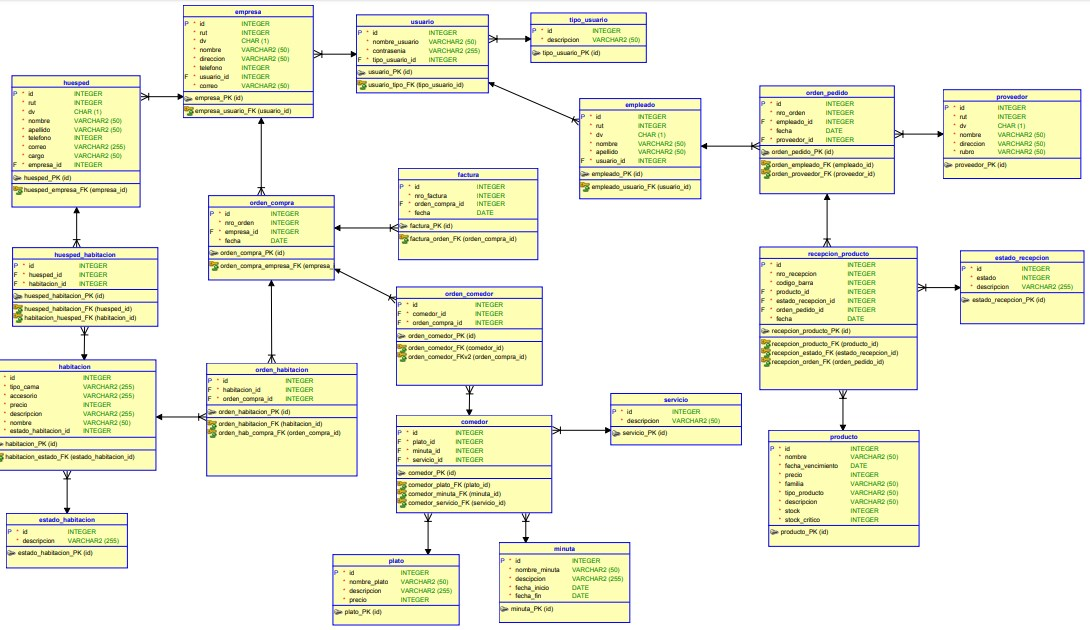 empresa
P * id INTEGER
* rut INTEGER
* dv CHAR (1)
* nombre VARCHAR2 (50)
* direccion VARCHAR2 (50)
* telefono INTEGER
F * usuario_id INTEGER
* correo VARCHAR2 (50)
empresa_PK (id)
empresa_usuario_FK (usuario_id)
usuario
P * id INTEGER
* nombre_usuario VARCHAR2 (50)
* contrasenia VARCHAR2 (255)
F * tipo_usuario_id INTEGER
usuario_PK (id)
usuario_tipo_FK (tipo_usuario_id)
tipo_usuario
P * id INTEGER
* descripcion VARCHAR2 (50)
tipo_usuario_PK (id)
huesped
P * id INTEGER
* rut INTEGER
* dv CHAR (1)
* nombre VARCHAR2 (50)
* apellido VARCHAR2 (50)
* telefono INTEGER
* correo VARCHAR2 (255)
* cargo VARCHAR2 (50)
F * empresa_id INTEGER
huesped_PK (id)
huesped_empresa_FK (empresa_id)
empleado
P * id INTEGER
* rut INTEGER
* dv CHAR (1)
* nombre VARCHAR2 (50)
* apellido VARCHAR2 (50)
F * usuario_id INTEGER
empleado_PK (id)
empleado_usuario_FK (usuario_id)
orden_pedido
P * id INTEGER
* nro_orden INTEGER
F * empleado_id INTEGER
* fecha DATE
F * proveedor_id INTEGER
orden_pedido_PK (id)
orden_empleado_FK (empleado_id)
orden_proveedor_FK (proveedor_id)
proveedor
P * id INTEGER
* rut INTEGER
* dv CHAR (1)
* nombre VARCHAR2 (50)
* direccion VARCHAR2 (50)
* rubro VARCHAR2 (50)
proveedor_PK (id)
orden_compra
P * id INTEGER
* nro_orden INTEGER
F * empresa_id INTEGER
* fecha DATE
orden_compra_PK (id)
orden_compra_empresa_FK (empresa_
factura
P * id INTEGER
* nro_factura INTEGER
F * orden_compra_id INTEGER
* fecha DATE
factura_PK (id)
factura_orden_FK (orden_compra_id)
huesped_habitacion
P * id INTEGER
F * huesped_id INTEGER
F * habitacion_id INTEGER
huesped_habitacion_PK (id)
huesped_habitacion_FK (huesped_id)
habitacion_huesped_FK (habitacion_id)
orden_comedor
P * id INTEGER
F * comedor_id INTEGER
F * orden_compra_id INTEGER
orden_comedor_PK (id)
orden_comedor_FK (comedor_id)
orden_comedor_FKv2 (orden_compra_id)
recepcion_producto
P * id INTEGER
* nro_recepcion INTEGER
* codigo_barra INTEGER
F * producto_id INTEGER
F * estado_recepcion_id INTEGER
F * orden_pedido_id INTEGER
* fecha DATE
recepcion_producto_PK (id)
recepcion_producto_FK (producto_id)
recepcion_estado_FK (estado_recepcion_id)
recepcion_orden_FK (orden_pedido_id)
estado_recepcion
P * id INTEGER
* estado INTEGER
* descripcion VARCHAR2 (255)
estado_recepcion_PK (id)
habitacion
* id INTEGER
* tipo_cama VARCHAR2 (255)
* accesorio VARCHAR2 (255)
* precio INTEGER
* descripcion VARCHAR2 (255)
* nombre VARCHAR2 (50)
* estado_habitacion_id INTEGER
habitacion_PK (id)
habitacion_estado_FK (estado_habitacion_id)
orden_habitacion
P * id INTEGER
F * habitacion_id INTEGER
F * orden_compra_id INTEGER
orden_habitacion_PK (id)
orden_habitacion_FK (habitacion_id)
orden_hab_compra_FK (orden_compra_id)
comedor
P * id INTEGER
F * plato_id INTEGER
F * minuta_id INTEGER
F * servicio_id INTEGER
comedor_PK (id)
comedor_plato_FK (plato_id)
comedor_minuta_FK (minuta_id)
comedor_servicio_FK (servicio_id)
servicio
P * id INTEGER
* descripcion VARCHAR2 (50)
servicio_PK (id)
producto
P * id INTEGER
* nombre VARCHAR2 (50)
* fecha_vencimiento DATE
* precio INTEGER
* familia VARCHAR2 (50)
* tipo_producto VARCHAR2 (50)
* descripcion VARCHAR2 (50)
* stock INTEGER
* stock_critico INTEGER
producto_PK (id)
estado_habitacion
P * id INTEGER
* descripcion VARCHAR2 (255)
estado_habitacion_PK (id)
plato
P * id INTEGER
* nombre_plato VARCHAR2 (50)
* descripcion VARCHAR2 (255)
* precio INTEGER
plato_PK (id)
minuta
P * id INTEGER
* nombre_minuta VARCHAR2 (50)
* descipcion VARCHAR2 (255)
* fecha_inicio DATE
* fecha_fin DATE
minuta_PK (id)